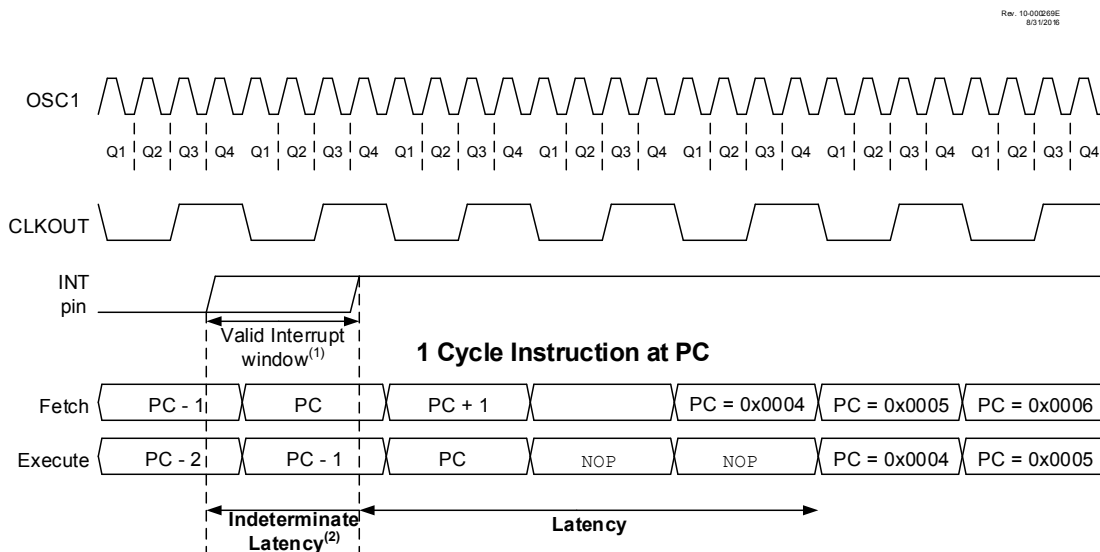 Rev. 10-000269E
8/31/2016
OSC1
Q1 Q2 Q3 Q4 Q1 Q2 Q3 Q4 Q1 Q2 Q3 Q4 Q1 Q2 Q3 Q4 Q1 Q2 Q3 Q4 Q1 Q2 Q3 Q4 Q1 Q2 Q3 Q4
CLKOUT
INT
pin
Valid Interrupt
window(1)
1 Cycle Instruction at PC
Fetch PC - 1 PC PC + 1 PC = 0x0004 PC = 0x0005 PC = 0x0006
Execute PC - 2 PC - 1 PC NOP NOP PC = 0x0004 PC = 0x0005
Indeterminate
Latency(2)
Latency